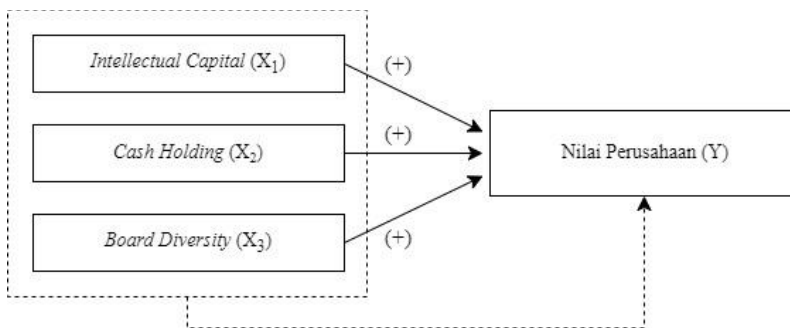 Intellectual Capital (X₁)
(+)
Cash Holding (X₂)
(+)
Nilai Perusahaan (Y)
Board Diversity (X₃)
(+)